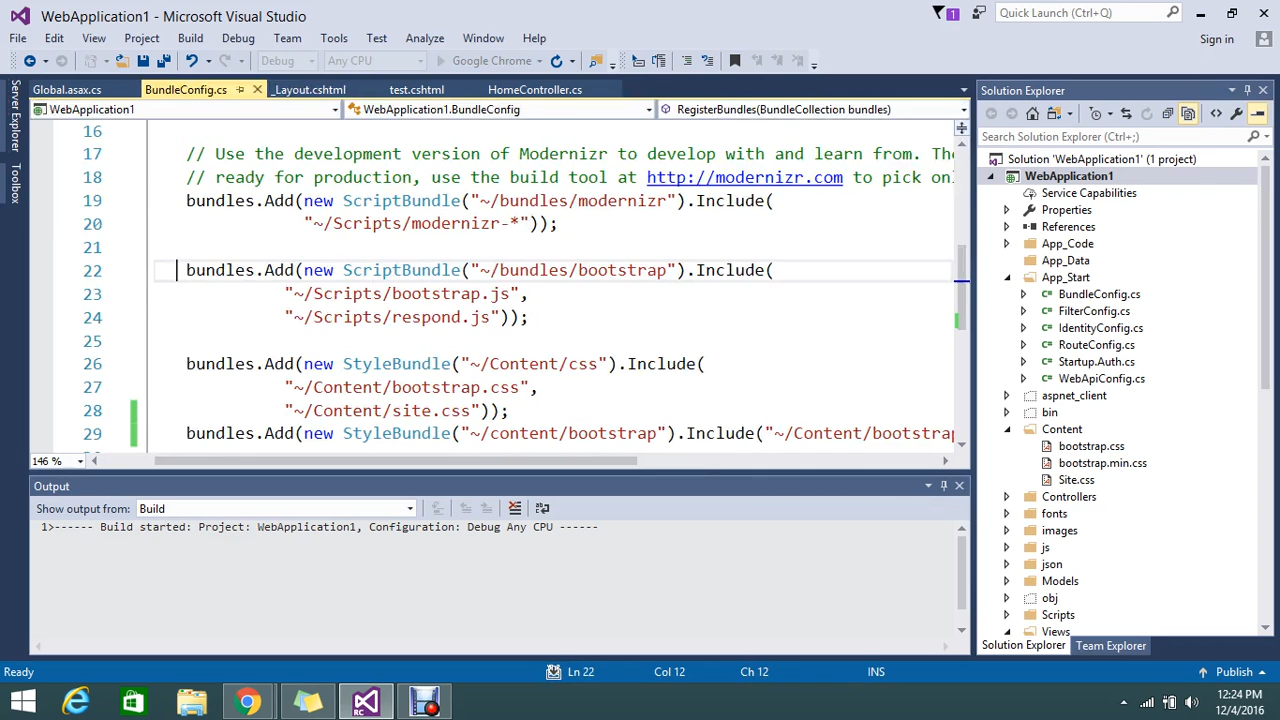 WebApplication1 - Microsoft Visual Studio
1
Quick Launch (Ctrl+Q)
File Edit View Project Build Debug Team Tools Test Analyze Window Help
Sign in
Debug Any CPU Google Chrome
Server Explorer
Toolbox
Global.asax.cs BundleConfig.cs _Layout.cshtml test.cshtml HomeController.cs
WebApplication1 WebApplication1.BundleConfig RegisterBundles(BundleCollection bundles)
16
17 // Use the development version of Modernizr to develop with and learn from. The
18 // ready for production, use the build tool at http://modernizr.com to pick onl
19 bundles.Add(new ScriptBundle("~/bundles/modernizr").Include(
20 "~/Scripts/modernizr-*"));
21
22 bundles.Add(new ScriptBundle("~/bundles/bootstrap").Include(
23 "~/Scripts/bootstrap.js",
24 "~/Scripts/respond.js"));
25
26 bundles.Add(new StyleBundle("~/Content/css").Include(
27 "~/Content/bootstrap.css",
28 "~/Content/site.css"));
29 bundles.Add(new StyleBundle("~/content/bootstrap").Include("~/Content/bootstrap
146 %
Output
Show output from: Build
1>------ Build started: Project: WebApplication1, Configuration: Debug Any CPU ------
Solution Explorer
Search Solution Explorer (Ctrl+;)
Solution 'WebApplication1' (1 project)
WebApplication1
Service Capabilities
Properties
References
App_Code
App_Data
App_Start
BundleConfig.cs
FilterConfig.cs
IdentityConfig.cs
RouteConfig.cs
Startup.Auth.cs
WebApiConfig.cs
aspnet_client
bin
Content
bootstrap.css
bootstrap.min.css
Site.css
Controllers
fonts
images
js
json
Models
obj
Scripts
Views
Solution Explorer Team Explorer
Ready Ln 22 Col 12 Ch 12 INS Publish
RC
12:24 PM
12/4/2016